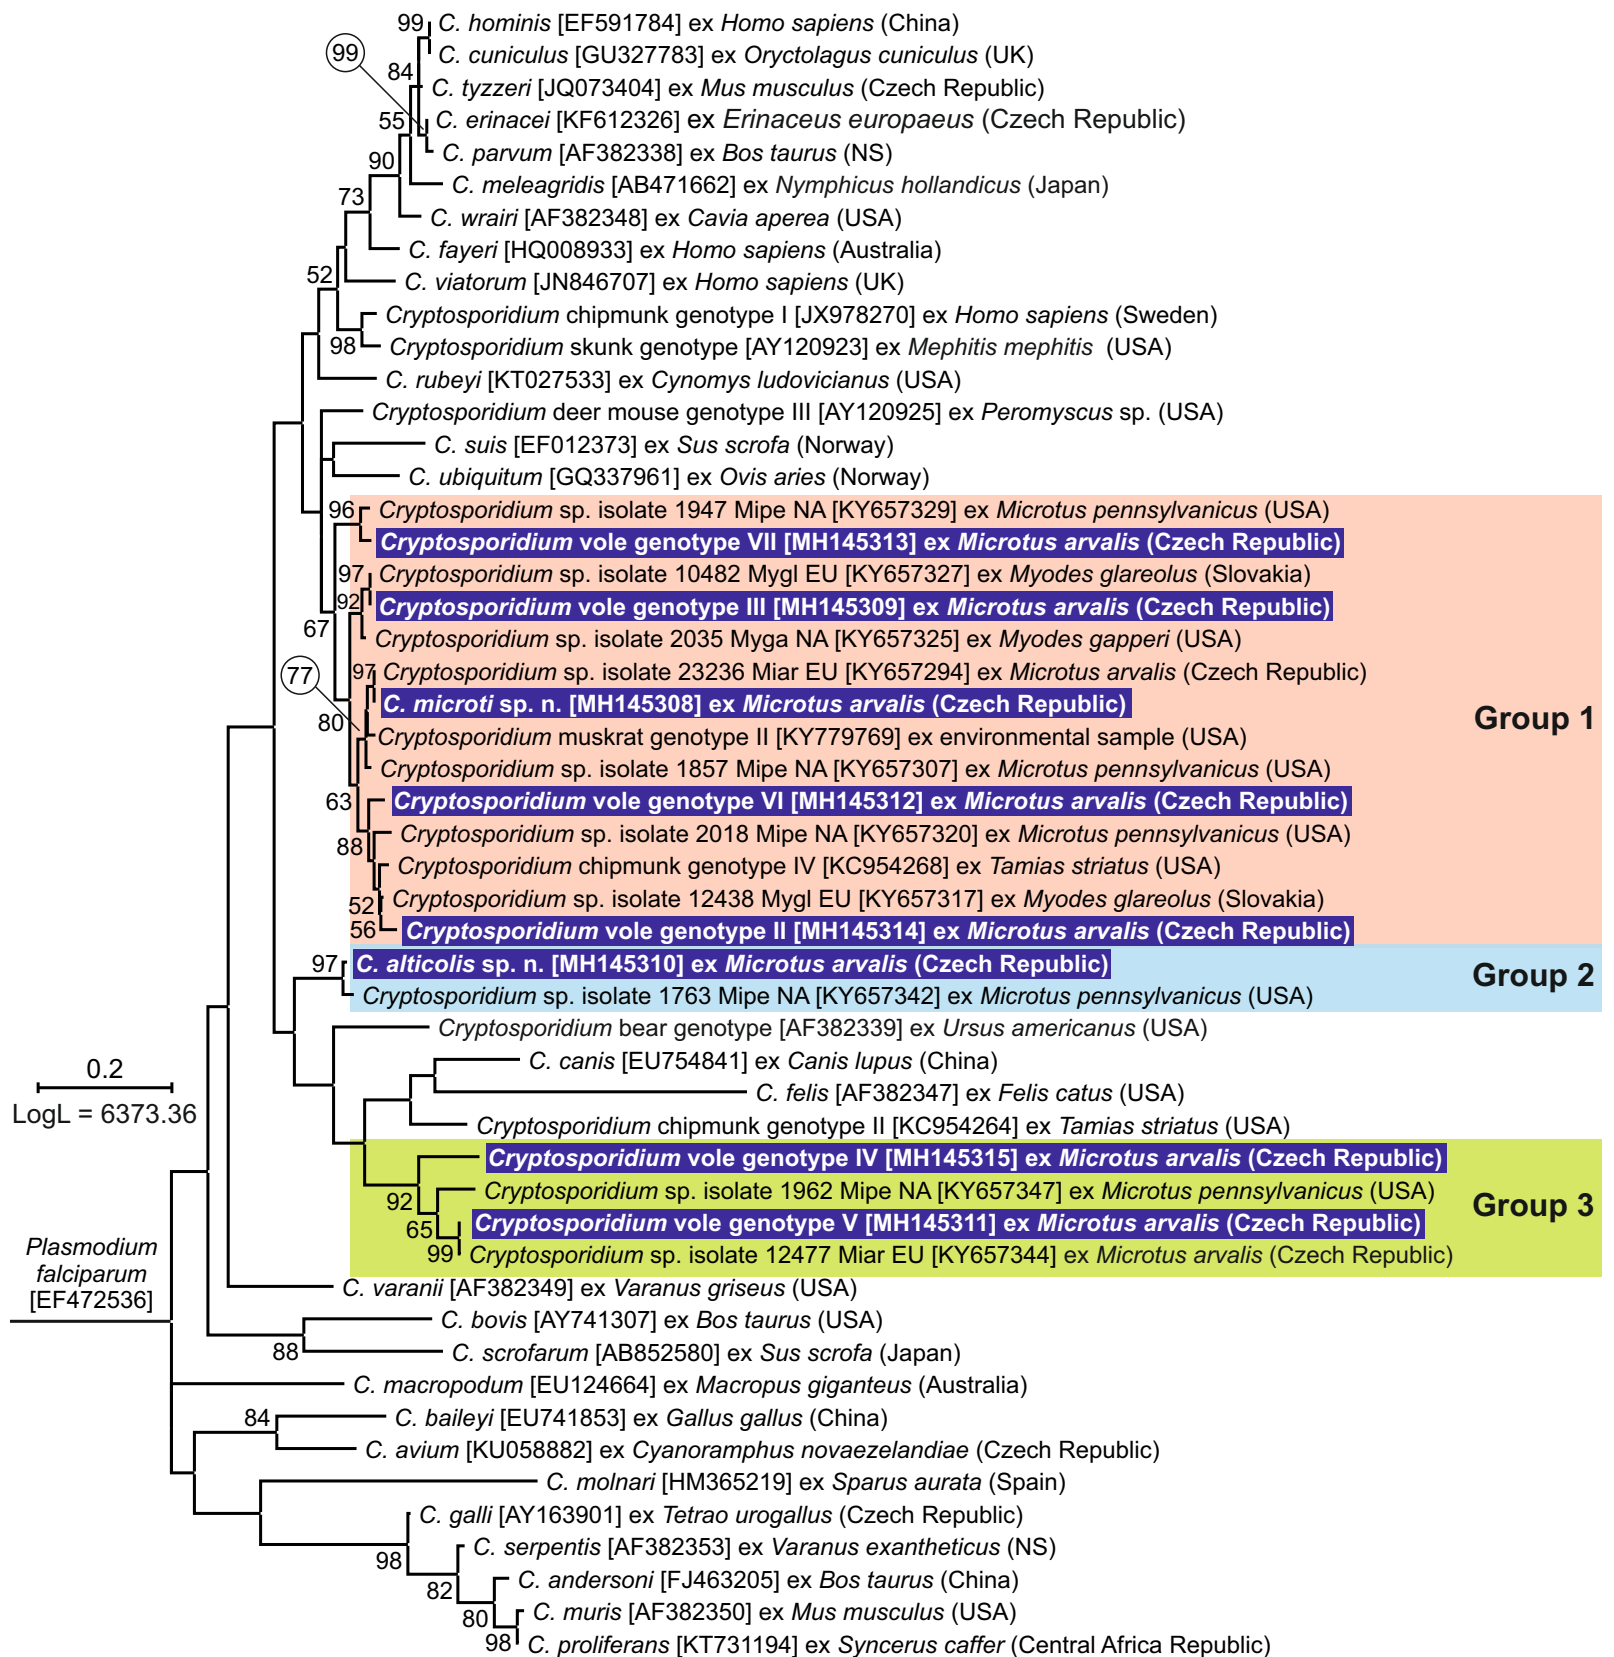 99 C. hominis [EF591784] ex Homo sapiens (China)
C. cuniculus [GU327783] ex Oryctolagus cuniculus (UK)
99
84
C. tyzzeri [JQ073404] ex Mus musculus (Czech Republic)
55 C. erinacei [KF612326] ex Erinaceus europaeus (Czech Republic)
C. parvum [AF382338] ex Bos taurus (NS)
90
C. meleagridis [AB471662] ex Nymphicus hollandicus (Japan)
73
C. wrairi [AF382348] ex Cavia aperea (USA)
C. fayeri [HQ008933] ex Homo sapiens (Australia)
52
C. viatorum [JN846707] ex Homo sapiens (UK)
Cryptosporidium chipmunk genotype I [JX978270] ex Homo sapiens (Sweden)
98 Cryptosporidium skunk genotype [AY120923] ex Mephitis mephitis (USA)
C. rubeyi [KT027533] ex Cynomys ludovicianus (USA)
Cryptosporidium deer mouse genotype III [AY120925] ex Peromyscus sp. (USA)
C. suis [EF012373] ex Sus scrofa (Norway)
C. ubiquitum [GQ337961] ex Ovis aries (Norway)
96 Cryptosporidium sp. isolate 1947 Mipe NA [KY657329] ex Microtus pennsylvanicus (USA)
Cryptosporidium vole genotype VII [MH145313] ex Microtus arvalis (Czech Republic)
97 Cryptosporidium sp. isolate 10482 Mygl EU [KY657327] ex Myodes glareolus (Slovakia)
92 Cryptosporidium vole genotype III [MH145309] ex Microtus arvalis (Czech Republic)
67
Cryptosporidium sp. isolate 2035 Myga NA [KY657325] ex Myodes gapperi (USA)
77
97 Cryptosporidium sp. isolate 23236 Miar EU [KY657294] ex Microtus arvalis (Czech Republic)
C. microti sp. n. [MH145308] ex Microtus arvalis (Czech Republic)
80
Group 1
Cryptosporidium muskrat genotype II [KY779769] ex environmental sample (USA)
Cryptosporidium sp. isolate 1857 Mipe NA [KY657307] ex Microtus pennsylvanicus (USA)
63 Cryptosporidium vole genotype VI [MH145312] ex Microtus arvalis (Czech Republic)
Cryptosporidium sp. isolate 2018 Mipe NA [KY657320] ex Microtus pennsylvanicus (USA)
88
Cryptosporidium chipmunk genotype IV [KC954268] ex Tamias striatus (USA)
Cryptosporidium sp. isolate 12438 Mygl EU [KY657317] ex Myodes glareolus (Slovakia)
52
56 Cryptosporidium vole genotype II [MH145314] ex Microtus arvalis (Czech Republic)
97 C. alticolis sp. n. [MH145310] ex Microtus arvalis (Czech Republic)
Group 2
Cryptosporidium sp. isolate 1763 Mipe NA [KY657342] ex Microtus pennsylvanicus (USA)
Cryptosporidium bear genotype [AF382339] ex Ursus americanus (USA)
C. canis [EU754841] ex Canis lupus (China)
0.2
C. felis [AF382347] ex Felis catus (USA)
LogL = 6373.36
Cryptosporidium chipmunk genotype II [KC954264] ex Tamias striatus (USA)
Cryptosporidium vole genotype IV [MH145315] ex Microtus arvalis (Czech Republic)
92 Cryptosporidium sp. isolate 1962 Mipe NA [KY657347] ex Microtus pennsylvanicus (USA)
Group 3
65 Cryptosporidium vole genotype V [MH145311] ex Microtus arvalis (Czech Republic)
99 Cryptosporidium sp. isolate 12477 Miar EU [KY657344] ex Microtus arvalis (Czech Republic)
Plasmodium
falciparum
[EF472536]
C. varanii [AF382349] ex Varanus griseus (USA)
C. bovis [AY741307] ex Bos taurus (USA)
88 C. scrofarum [AB852580] ex Sus scrofa (Japan)
C. macropodum [EU124664] ex Macropus giganteus (Australia)
84 C. baileyi [EU741853] ex Gallus gallus (China)
C. avium [KU058882] ex Cyanoramphus novaezelandiae (Czech Republic)
C. molnari [HM365219] ex Sparus aurata (Spain)
C. galli [AY163901] ex Tetrao urogallus (Czech Republic)
98 C. serpentis [AF382353] ex Varanus exantheticus (NS)
82 C. andersoni [FJ463205] ex Bos taurus (China)
80 C. muris [AF382350] ex Mus musculus (USA)
98 C. proliferans [KT731194] ex Syncerus caffer (Central Africa Republic)